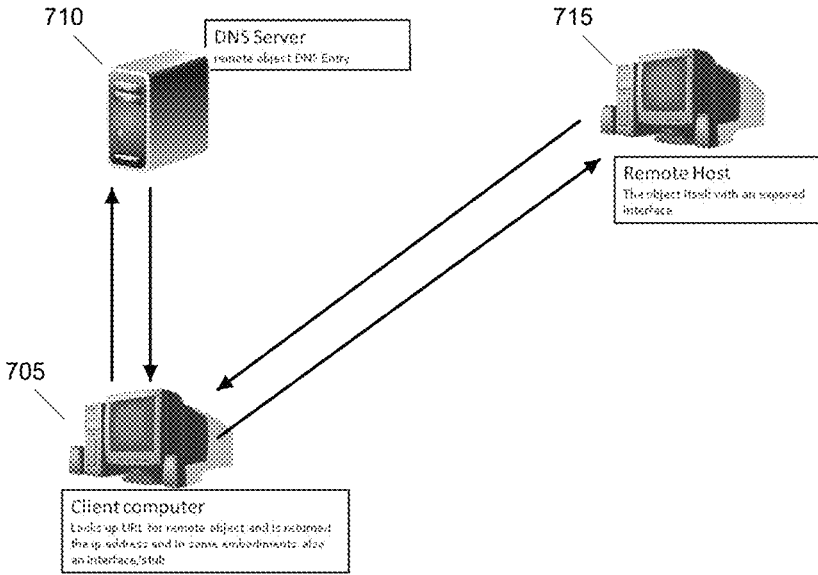 710
DNS Server
remote object DNS Entry
715
Remote Host
The object itself with an exposed
interface
705
Client computer
Looks up URL for remote object and is returned
the ip address and in some embodiments also
an interface/stub